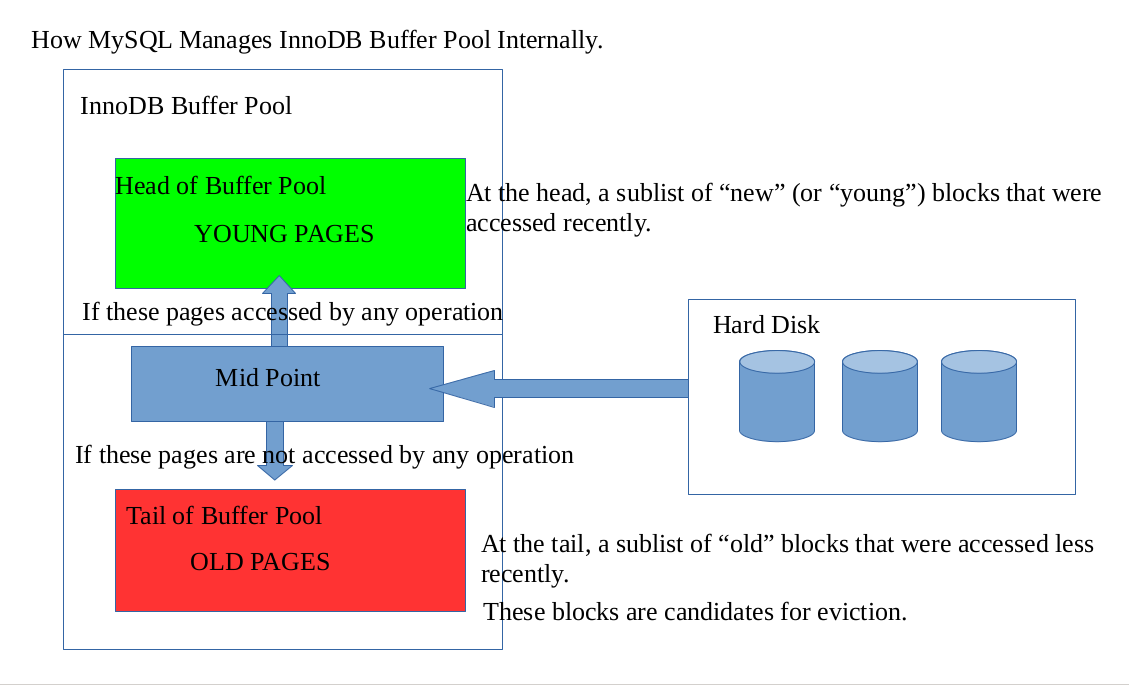 How MySQL Manages InnoDB Buffer Pool Internally.
InnoDB Buffer Pool
Head of Buffer Pool
YOUNG PAGES
At the head, a sublist of “new” (or “young”) blocks that were
accessed recently.
If these pages accessed by any operation
Hard Disk
Mid Point
If these pages are not accessed by any operation
Tail of Buffer Pool
OLD PAGES
At the tail, a sublist of “old” blocks that were accessed less
recently.
These blocks are candidates for eviction.